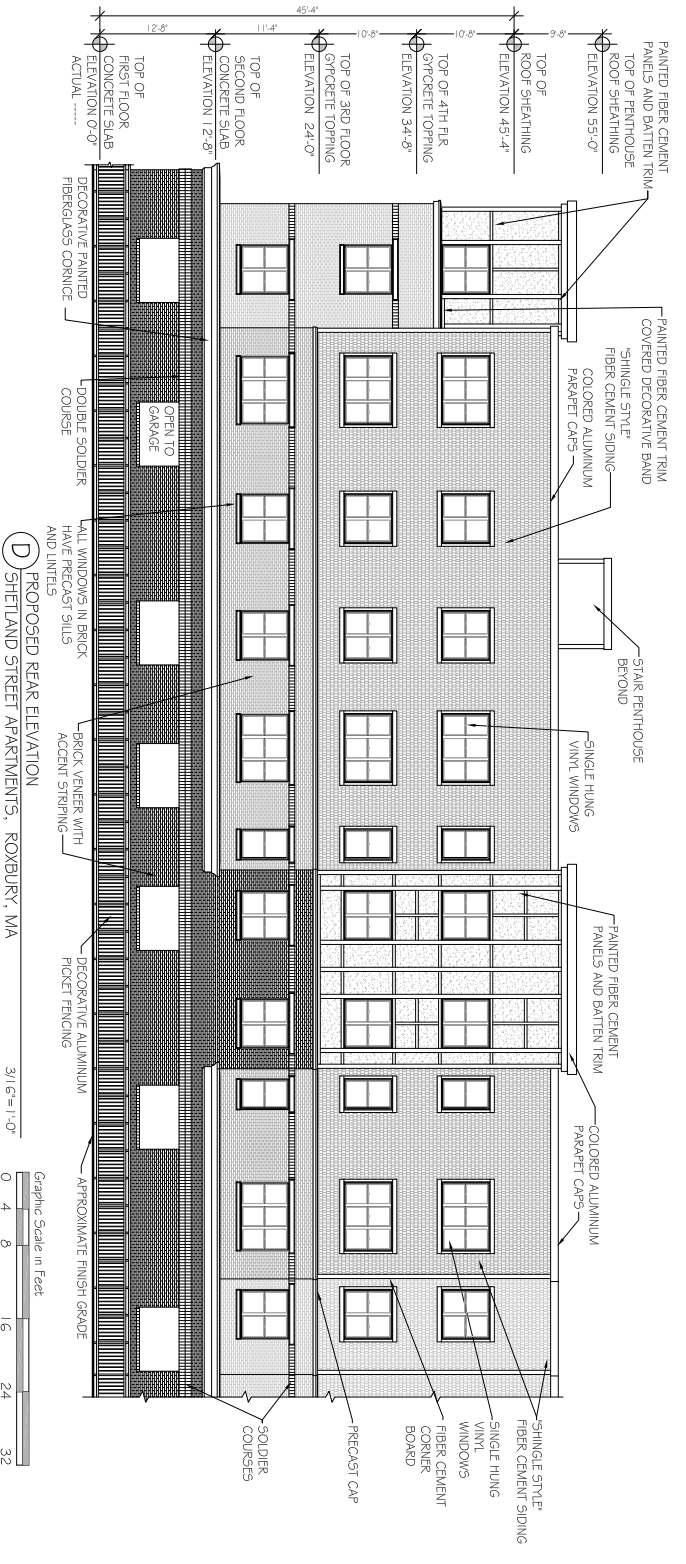 PAINTED FIBER CEMENT
PANELS AND BATTEN TRIM
TOP OF PENTHOUSE
ROOF SHEATHING
ELEVATION 55'-0"
9'-8"
TOP OF
ROOF SHEATHING
ELEVATION 45'-4"
10'-8"
TOP OF 4TH FLR
GYPCRETE TOPPING
ELEVATION 34'-8"
10'-8"
TOP OF 3RD FLOOR
GYPCRETE TOPPING
ELEVATION 24'-0"
45'-4"
11'-4"
TOP OF
SECOND FLOOR
CONCRETE SLAB
ELEVATION 12'-8"
12'-8"
TOP OF
FIRST FLOOR
CONCRETE SLAB
ELEVATION 0'-0"
ACTUAL -----
PAINTED FIBER CEMENT TRIM
COVERED DECORATIVE BAND
"SHINGLE STYLE"
FIBER CEMENT SIDING
COLORED ALUMINUM
PARAPET CAPS
STAIR PENTHOUSE
BEYOND
SINGLE HUNG
VINYL WINDOWS
PAINTED FIBER CEMENT
PANELS AND BATTEN TRIM
COLORED ALUMINUM
PARAPET CAPS
"SHINGLE STYLE"
FIBER CEMENT SIDING
SINGLE HUNG
VINYL
WINDOWS
FIBER CEMENT
CORNER
BOARD
PRECAST CAP
SOLDIER
COURSES
OPEN TO
GARAGE
DECORATIVE PAINTED
FIBERGLASS CORNICE
DOUBLE SOLDIER
COURSE
ALL WINDOWS IN BRICK
HAVE PRECAST SILLS
AND LINTELS
BRICK VENEER WITH
ACCENT STRIPING
DECORATIVE ALUMINUM
PICKET FENCING
APPROXIMATE FINISH GRADE
D
PROPOSED REAR ELEVATION
SHETLAND STREET APARTMENTS, ROXBURY, MA
3/16"=1'-0"
Graphic Scale in Feet
0 4 8 16 24 32